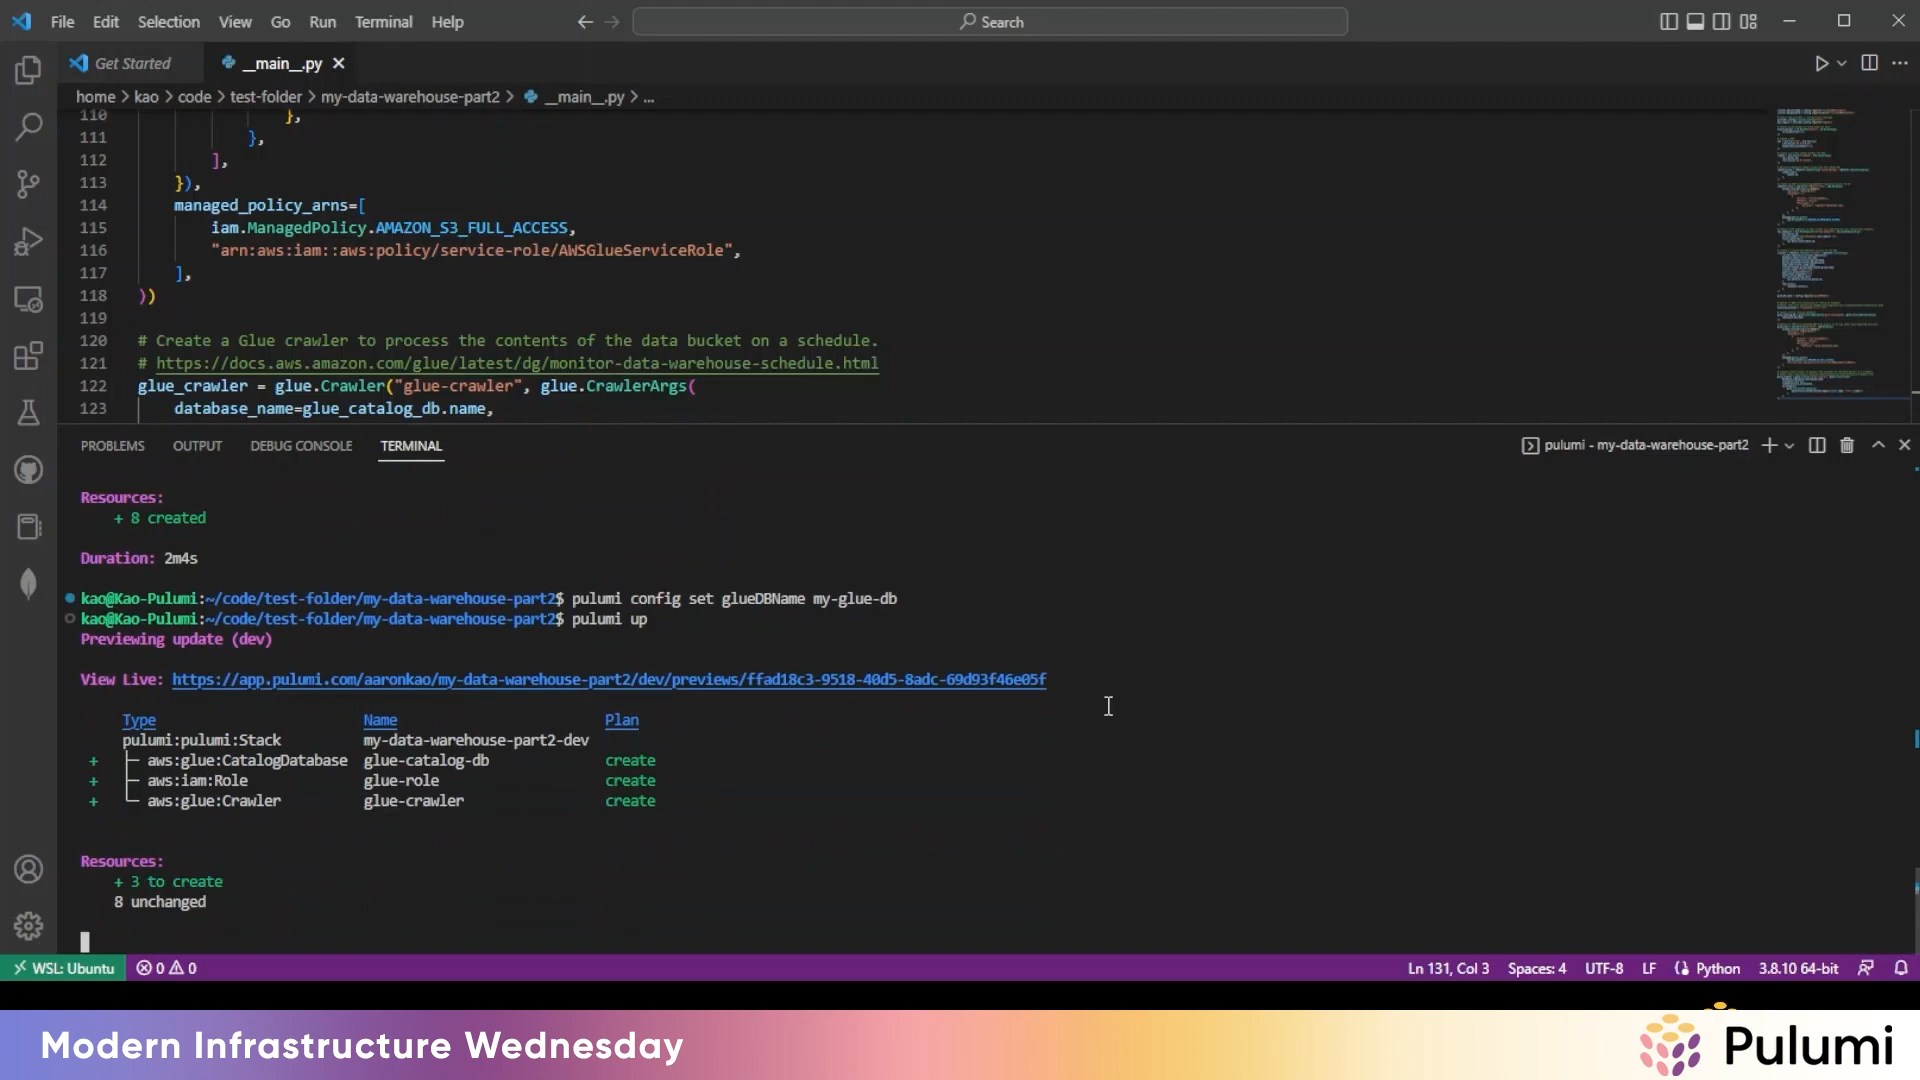 File Edit Selection View Go Run Terminal Help
Search
Get Started
__main__.py
home > kao > code > test-folder > my-data-warehouse-part2 > __main__.py > ...
110 },
111 },
112 ],
113 }),
114 managed_policy_arns=[
115 iam.ManagedPolicy.AMAZON_S3_FULL_ACCESS,
116 "arn:aws:iam::aws:policy/service-role/AWSGlueServiceRole",
117 ],
118 ))
119
120 # Create a Glue crawler to process the contents of the data bucket on a schedule.
121 # https://docs.aws.amazon.com/glue/latest/dg/monitor-data-warehouse-schedule.html
122 glue_crawler = glue.Crawler("glue-crawler", glue.CrawlerArgs(
123 database_name=glue_catalog_db.name,
PROBLEMS OUTPUT DEBUG CONSOLE TERMINAL
pulumi - my-data-warehouse-part2
Resources:
+ 8 created
Duration: 2m4s
kao@Kao-Pulumi:~/code/test-folder/my-data-warehouse-part2$ pulumi config set glueDBName my-glue-db
kao@Kao-Pulumi:~/code/test-folder/my-data-warehouse-part2$ pulumi up
Previewing update (dev)
View Live: https://app.pulumi.com/aaronkao/my-data-warehouse-part2/dev/previews/ffad18c3-9518-40d5-8adc-69d93f46e05f
Type Name Plan
pulumi:pulumi:Stack my-data-warehouse-part2-dev
+ ├─ aws:glue:CatalogDatabase glue-catalog-db create
+ ├─ aws:iam:Role glue-role create
+ └─ aws:glue:Crawler glue-crawler create
Resources:
+ 3 to create
8 unchanged
WSL: Ubuntu 0 0
Ln 131, Col 3 Spaces: 4 UTF-8 LF Python 3.8.10 64-bit
Modern Infrastructure Wednesday
Pulumi